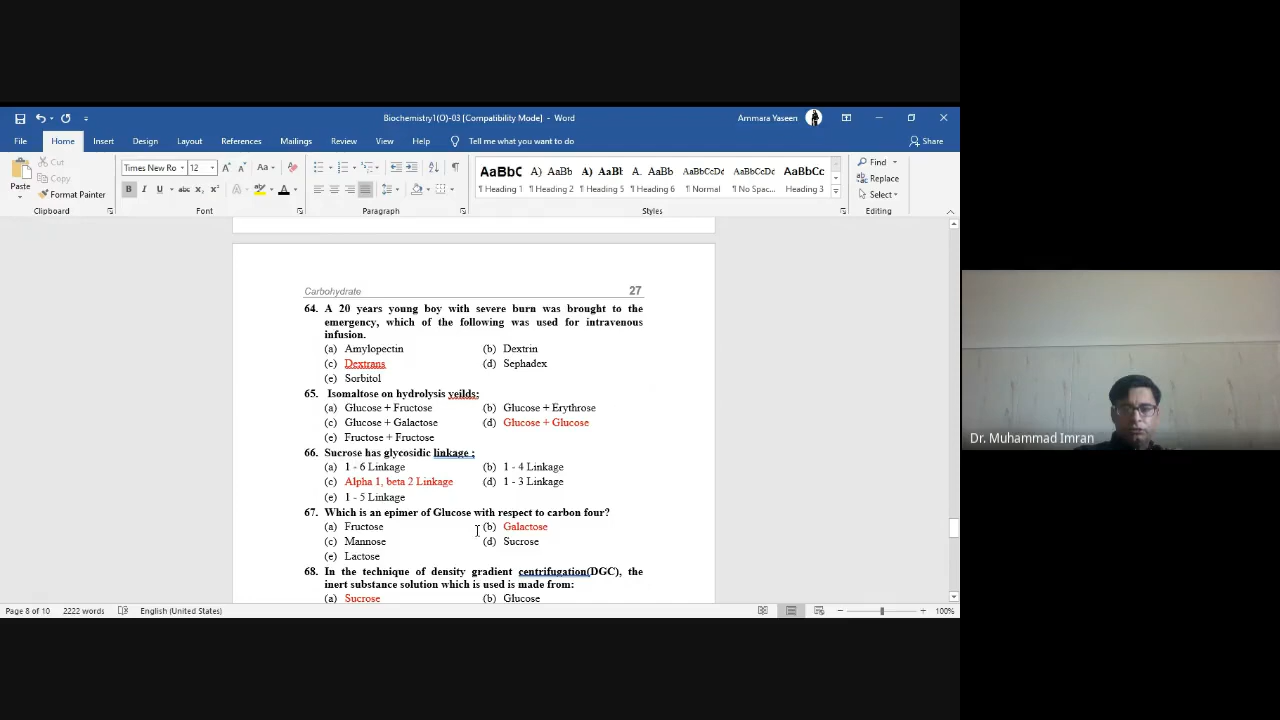 Biochemistry1(O)-03 [Compatibility Mode] - Word
Ammara Yaseen
File Home Insert Design Layout References Mailings Review View Help Tell me what you want to do Share
Paste
Cut
Copy
Format Painter
Clipboard
Times New Ro 12
Font
Paragraph
AaBbC A) AaBb A) AaBb A. AaBb AaBbCcDd AaBbCcDd AaBbCc
¶ Heading 1 ¶ Heading 2 ¶ Heading 5 ¶ Heading 6 ¶ Normal ¶ No Spac... Heading 3
Styles
Find
Replace
Select
Editing
Carbohydrate 27
64. A 20 years young boy with severe burn was brought to the
emergency, which of the following was used for intravenous
infusion.
(a) Amylopectin (b) Dextrin
(c) Dextrans (d) Sephadex
(e) Sorbitol
65. Isomaltose on hydrolysis yeilds:
(a) Glucose + Fructose (b) Glucose + Erythrose
(c) Glucose + Galactose (d) Glucose + Glucose
(e) Fructose + Fructose
66. Sucrose has glycosidic linkage ;
(a) 1 - 6 Linkage (b) 1 - 4 Linkage
(c) Alpha 1, beta 2 Linkage (d) 1 - 3 Linkage
(e) 1 - 5 Linkage
67. Which is an epimer of Glucose with respect to carbon four?
(a) Fructose (b) Galactose
(c) Mannose (d) Sucrose
(e) Lactose
68. In the technique of density gradient centrifugation(DGC), the
inert substance solution which is used is made from:
(a) Sucrose (b) Glucose
Page 8 of 10 2222 words English (United States) 100%
Dr. Muhammad Imran